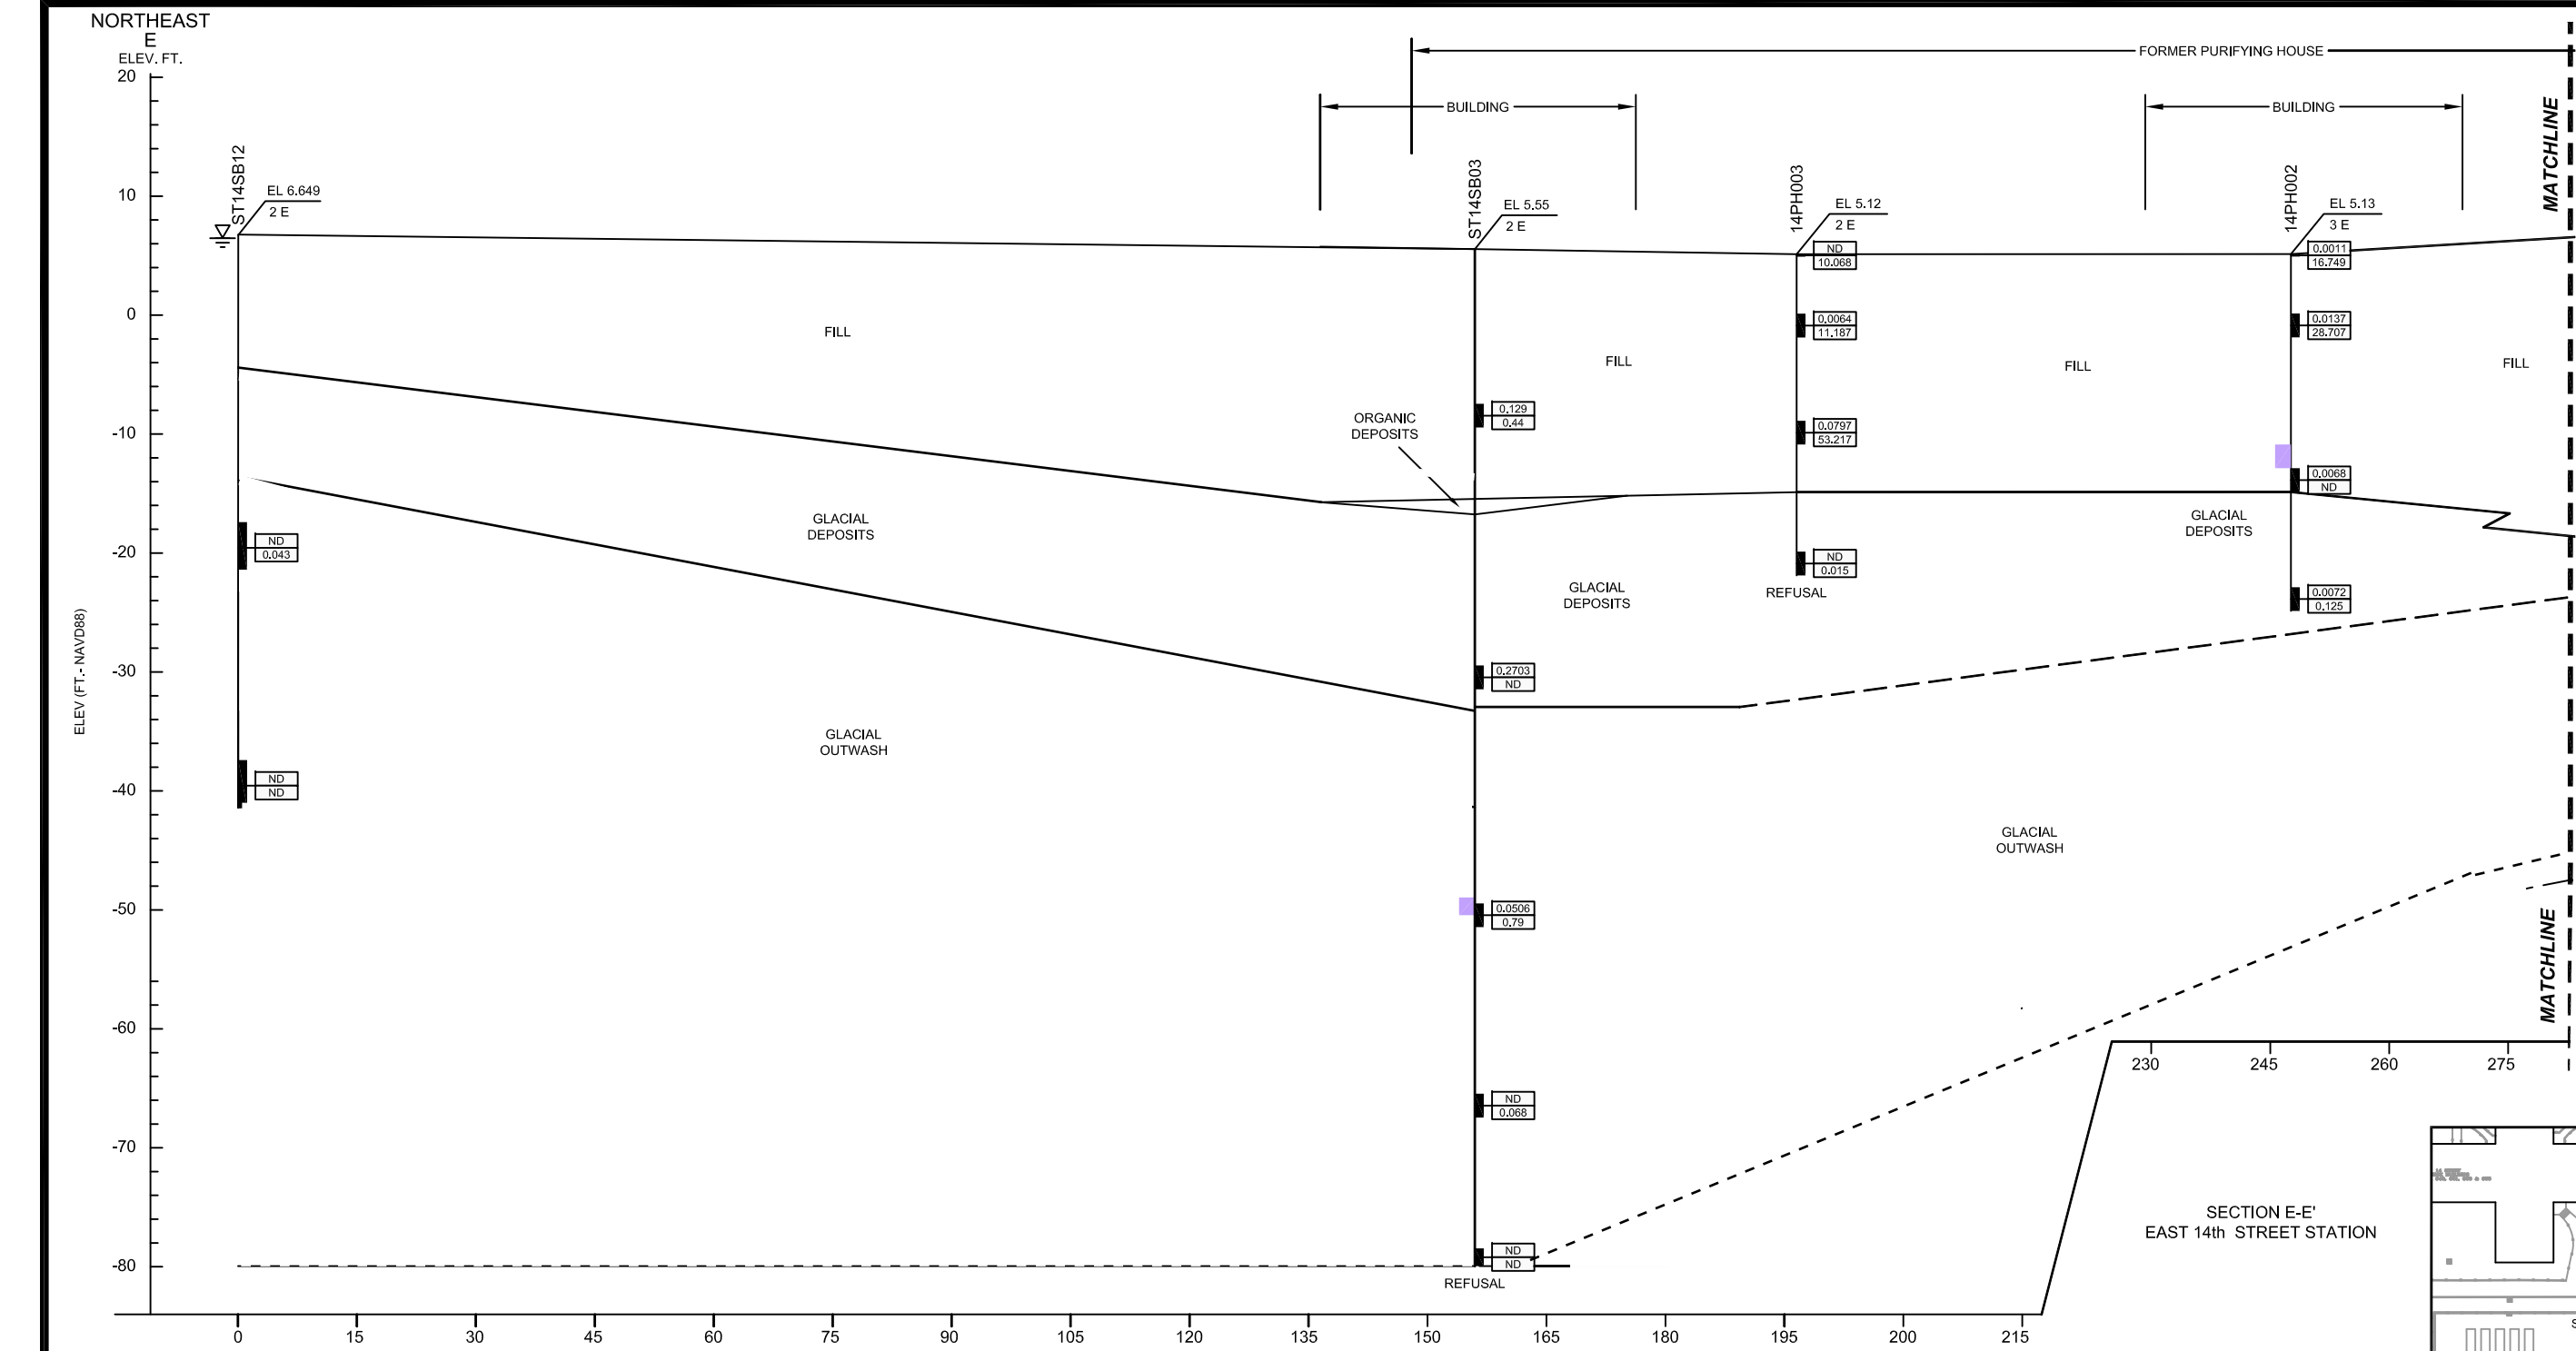 NORTHEAST
E
ELEV. FT.
FORMER PURIFYING HOUSE
BUILDING
BUILDING
MATCHLINE
ST14SB12
EL 6.649
2 E
ST14SB03
EL 5.55
2 E
14PH003
EL 5.12
2 E
14PH002
EL 5.13
3 E
20
10
0
-10
-20
-30
-40
-50
-60
-70
-80
ELEV (FT.- NAVD88)
ND
10.068
0.0011
16.749
0.0064
11.187
0.0137
28.707
FILL
FILL
FILL
FILL
0.129
0.44
ORGANIC
DEPOSITS
0.0797
53.217
0.0068
ND
GLACIAL
DEPOSITS
GLACIAL
DEPOSITS
ND
0.043
ND
0.015
REFUSAL
GLACIAL
DEPOSITS
0.0072
0.125
0.2703
ND
GLACIAL
OUTWASH
ND
ND
GLACIAL
OUTWASH
0.0506
0.79
MATCHLINE
230 245 260 275
ND
0.068
SECTION E-E'
EAST 14th STREET STATION
ND
ND
REFUSAL
0 15 30 45 60 75 90 105 120 135 150 165 180 195 200 215